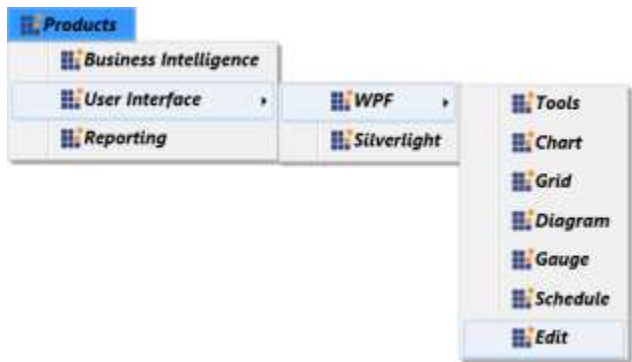 Products
Business Intelligence
User Interface
Reporting
WPF
Silverlight
Tools
Chart
Grid
Diagram
Gauge
Schedule
Edit